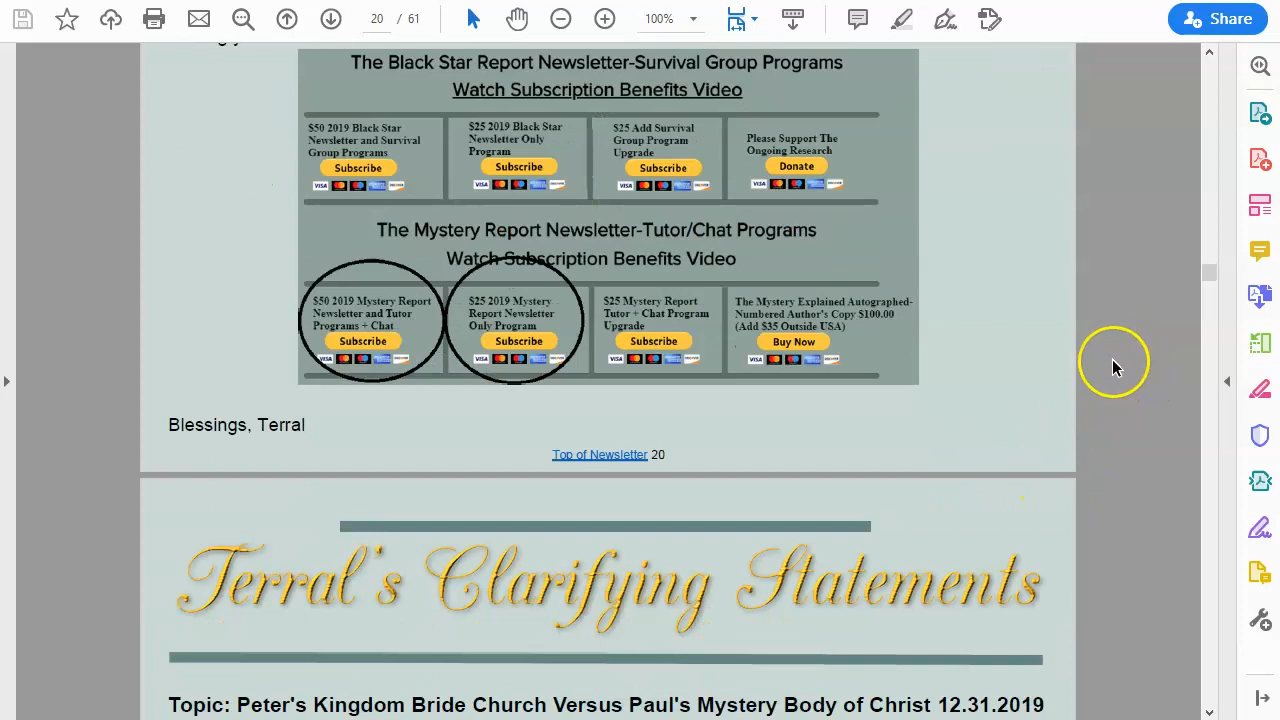 20 / 61
100%
Share
The Black Star Report Newsletter-Survival Group Programs
Watch Subscription Benefits Video
$50 2019 Black Star
Newsletter and Survival
Group Programs
Subscribe
$25 2019 Black Star
Newsletter Only
Program
Subscribe
$25 Add Survival
Group Program
Upgrade
Subscribe
Please Support The
Ongoing Research
Donate
The Mystery Report Newsletter-Tutor/Chat Programs
Watch Subscription Benefits Video
$50 2019 Mystery Report
Newsletter and Tutor
Programs + Chat
Subscribe
$25 2019 Mystery
Report Newsletter
Only Program
Subscribe
$25 Mystery Report
Tutor + Chat Program
Upgrade
Subscribe
The Mystery Explained Autographed-
Numbered Author's Copy $100.00
(Add $35 Outside USA)
Buy Now
Blessings, Terral
Top of Newsletter 20
Terral's Clarifying Statements
Topic: Peter's Kingdom Bride Church Versus Paul's Mystery Body of Christ 12.31.2019